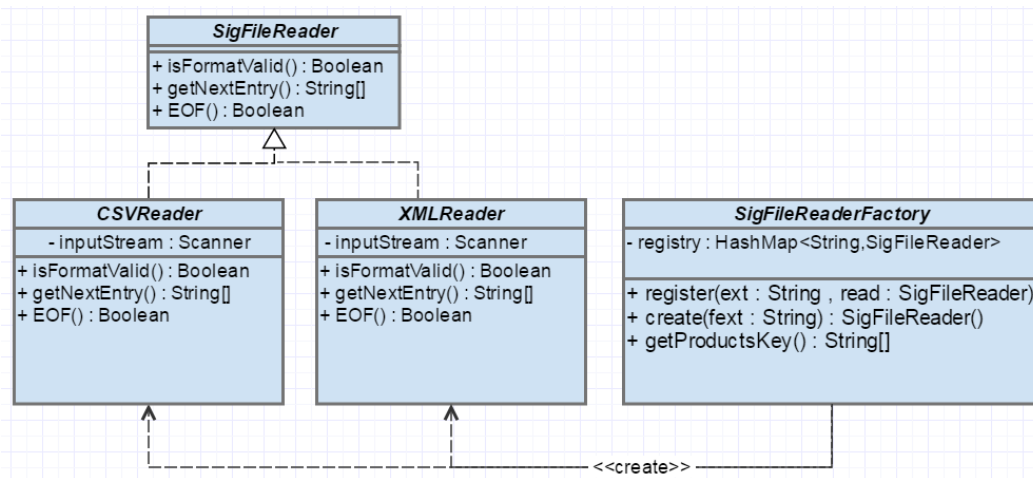 SigFileReader
+ isFormatValid() : Boolean
+ getNextEntry() : String[]
+ EOF() : Boolean
CSVReader
- inputStream : Scanner
+ isFormatValid() : Boolean
+ getNextEntry() : String[]
+ EOF() : Boolean
XMLReader
- inputStream : Scanner
+ isFormatValid() : Boolean
+ getNextEntry() : String[]
+ EOF() : Boolean
SigFileReaderFactory
- registry : HashMap<String,SigFileReader>
+ register(ext : String , read : SigFileReader)
+ create(fext : String) : SigFileReader()
+ getProductsKey() : String[]
<<create>>